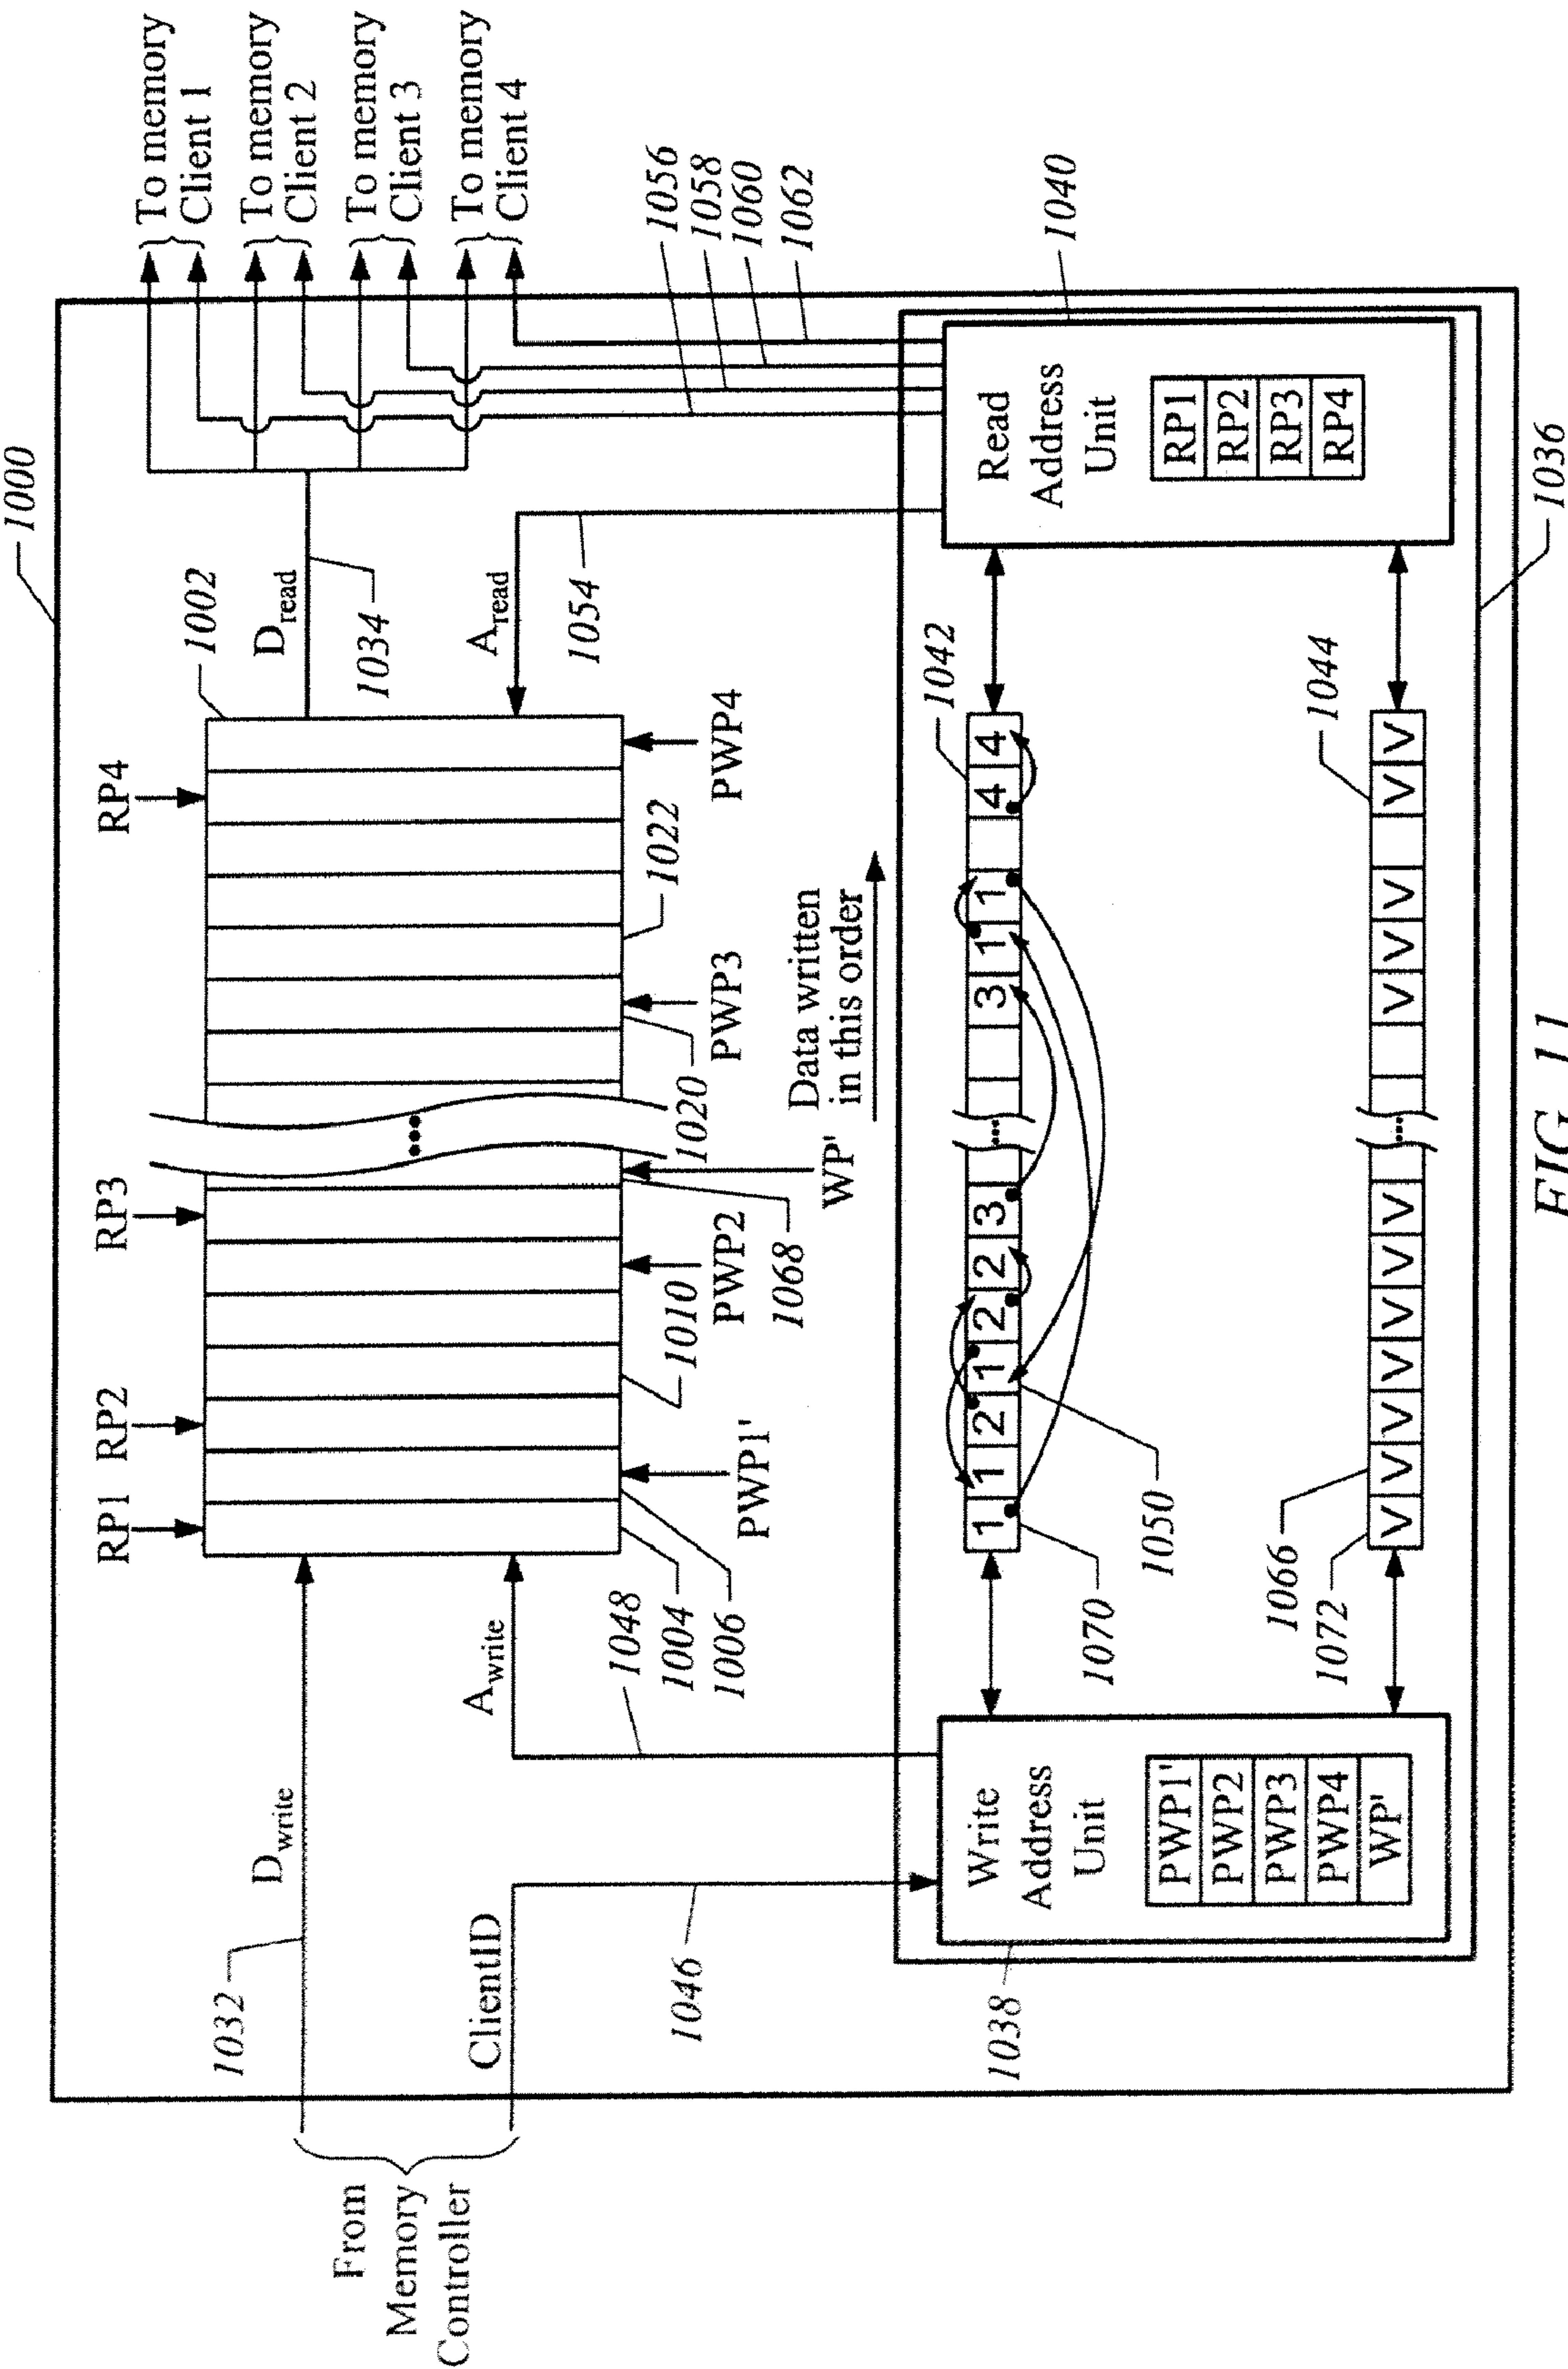 1000
From
Memory
Controller
1032
D_write
ClientID
1046
A_write
1048
1004
1006
RP1
RP2
RP3
RP4
PWP1'
1010
PWP2
1068
WP'
1020
PWP3
1022
PWP4
1002
D_read
1034
A_read
1054
To memory
Client 1
To memory
Client 2
To memory
Client 3
To memory
Client 4
1056
1058
1060
1062
Data written
in this order
1038
Write
Address
Unit
PWP1'
PWP2
PWP3
PWP4
WP'
1 1 2 1 2 2 3 ... 3 1 1 4 4
1042
1070
1050
V V V V V V V ... V V V V V
1044
1066
1072
Read
Address
Unit
RP1
RP2
RP3
RP4
1040
1036
FIG. 11